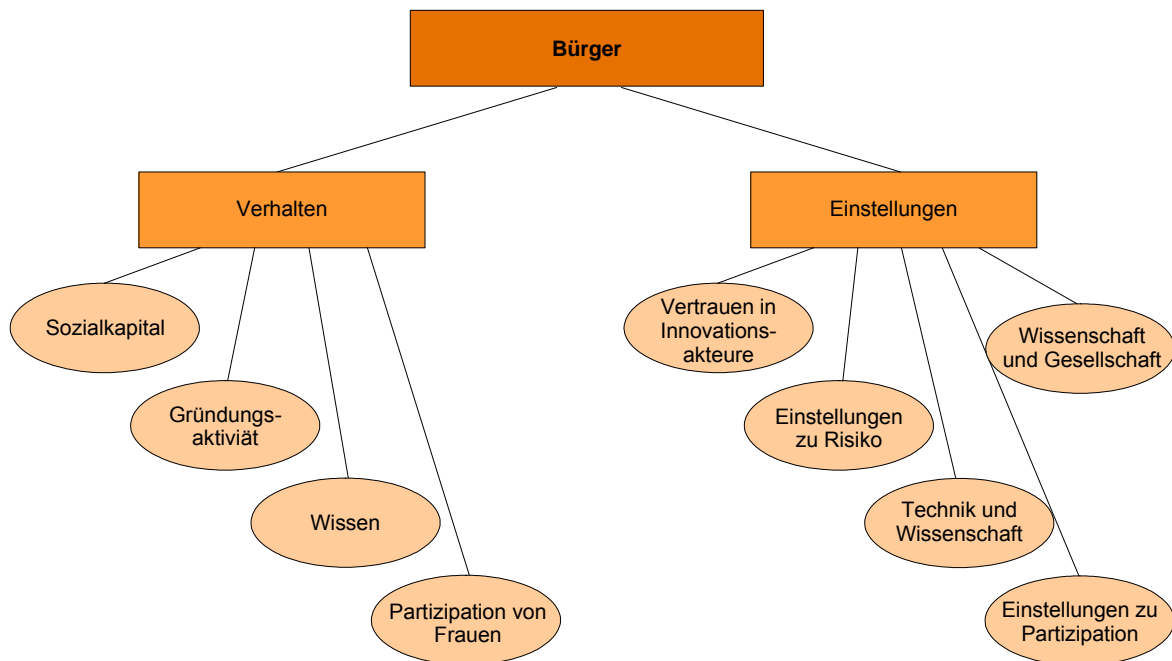 Bürger
Verhalten
Einstellungen
Sozialkapital
Gründungs-
aktiviät
Wissen
Partizipation von
Frauen
Vertrauen in
Innovations-
akteure
Einstellungen
zu Risiko
Technik und
Wissenschaft
Einstellungen zu
Partizipation
Wissenschaft
und Gesellschaft